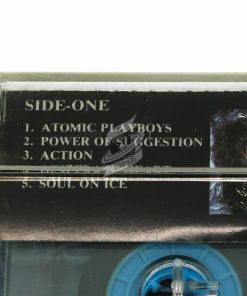 SIDE-ONE
1. ATOMIC PLAYBOYS
2. POWER OF SUGGESTION
3. ACTION
5. SOUL ON ICE